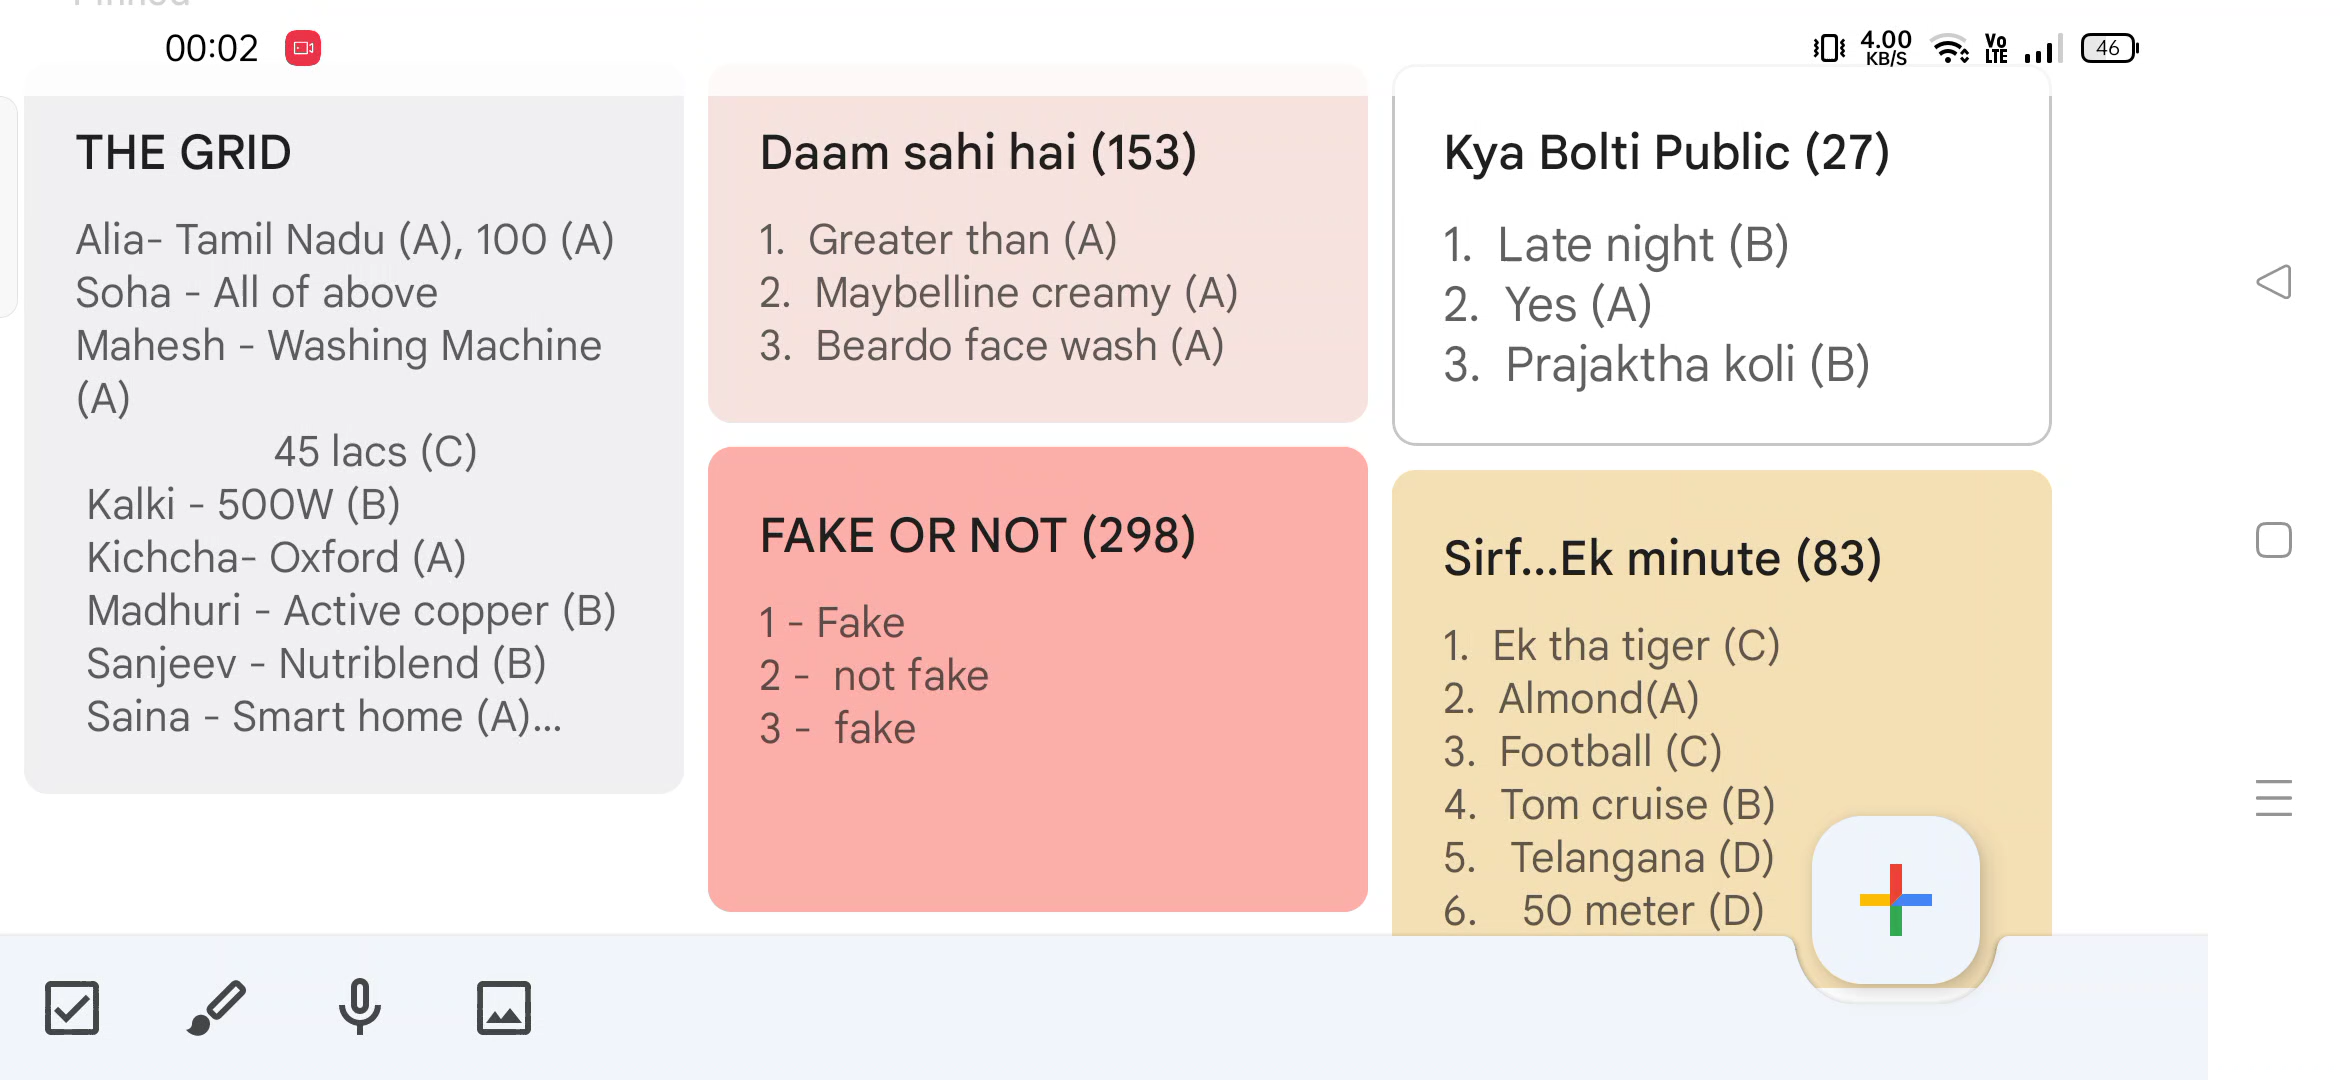 00:02
4.00
KB/S
Vo
LTE
46
THE GRID
Alia- Tamil Nadu (A), 100 (A)
Soha - All of above
Mahesh - Washing Machine
(A)
45 lacs (C)
Kalki - 500W (B)
Kichcha- Oxford (A)
Madhuri - Active copper (B)
Sanjeev - Nutriblend (B)
Saina - Smart home (A)...
Daam sahi hai (153)
1. Greater than (A)
2. Maybelline creamy (A)
3. Beardo face wash (A)
FAKE OR NOT (298)
1 - Fake
2 - not fake
3 - fake
Kya Bolti Public (27)
1. Late night (B)
2. Yes (A)
3. Prajaktha koli (B)
Sirf...Ek minute (83)
1. Ek tha tiger (C)
2. Almond(A)
3. Football (C)
4. Tom cruise (B)
5. Telangana (D)
6. 50 meter (D)